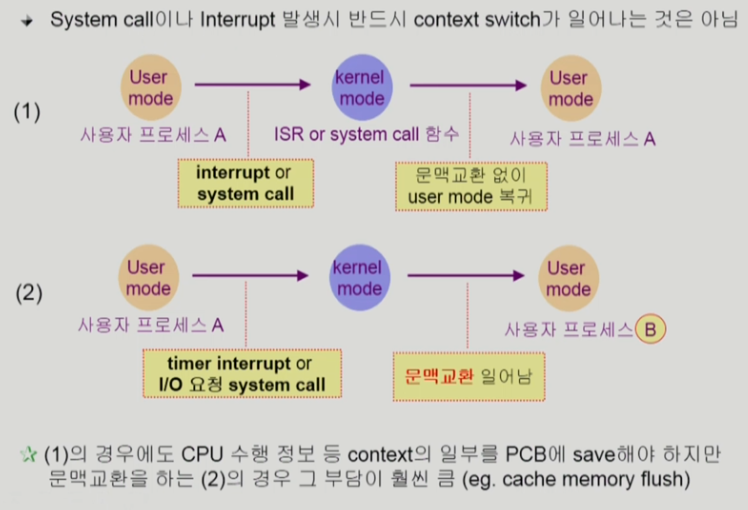 System call이나 Interrupt 발생시 반드시 context switch가 일어나는 것은 아님
(1)
User mode
kernel mode
User mode
사용자 프로세스 A
ISR or system call 함수
사용자 프로세스 A
interrupt or
system call
문맥교환 없이
user mode 복귀
(2)
User mode
kernel mode
User mode
사용자 프로세스 A
사용자 프로세스 B
timer interrupt or
I/O 요청 system call
문맥교환 일어남
(1)의 경우에도 CPU 수행 정보 등 context의 일부를 PCB에 save해야 하지만
문맥교환을 하는 (2)의 경우 그 부담이 훨씬 큼 (eg. cache memory flush)